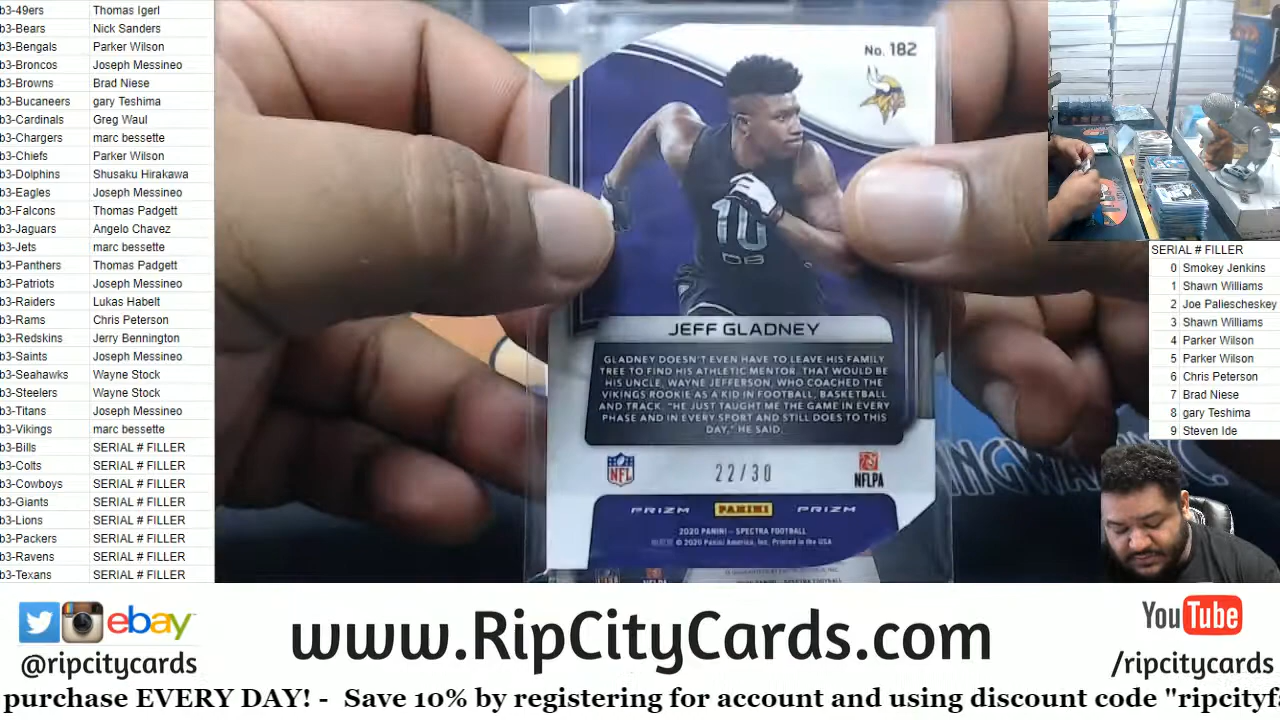 b3-49ers Thomas Igerl
b3-Bears Nick Sanders
b3-Bengals Parker Wilson
b3-Broncos Joseph Messineo
b3-Browns Brad Niese
b3-Bucaneers gary Teshima
b3-Cardinals Greg Waul
b3-Chargers marc bessette
b3-Chiefs Parker Wilson
b3-Dolphins Shusaku Hirakawa
b3-Eagles Joseph Messineo
b3-Falcons Thomas Padgett
b3-Jaguars Angelo Chavez
b3-Jets marc bessette
b3-Panthers Thomas Padgett
b3-Patriots Joseph Messineo
b3-Raiders Lukas Habelt
b3-Rams Chris Peterson
b3-Redskins Jerry Bennington
b3-Saints Joseph Messineo
b3-Seahawks Wayne Stock
b3-Steelers Wayne Stock
b3-Titans Joseph Messineo
b3-Vikings marc bessette
b3-Bills SERIAL # FILLER
b3-Colts SERIAL # FILLER
b3-Cowboys SERIAL # FILLER
b3-Giants SERIAL # FILLER
b3-Lions SERIAL # FILLER
b3-Packers SERIAL # FILLER
b3-Ravens SERIAL # FILLER
b3-Texans SERIAL # FILLER
No. 182
10
DB
JEFF GLADNEY
GLADNEY DOESN'T EVEN HAVE TO LEAVE HIS FAMILY
TREE TO FIND HIS ATHLETIC MENTOR. THAT WOULD BE
HIS UNCLE, WAYNE JEFFERSON, WHO COACHED THE
VIKINGS ROOKIE AS A KID IN FOOTBALL, BASKETBALL
AND TRACK. "HE JUST TAUGHT ME THE GAME IN EVERY
PHASE AND IN EVERY SPORT AND STILL DOES TO THIS
DAY," HE SAID.
NFL 22/30 NFLPA
PRIZM PANINI PRIZM
2020 PANINI - SPECTRA FOOTBALL
© 2020 Panini America, Inc. Printed in the USA
SERIAL # FILLER
0 Smokey Jenkins
1 Shawn Williams
2 Joe Paliescheskey
3 Shawn Williams
4 Parker Wilson
5 Parker Wilson
6 Chris Peterson
7 Brad Niese
8 gary Teshima
9 Steven Ide
ebay
@ripcitycards
www.RipCityCards.com
YouTube
/ripcitycards
purchase EVERY DAY! - Save 10% by registering for account and using discount code "ripcityf